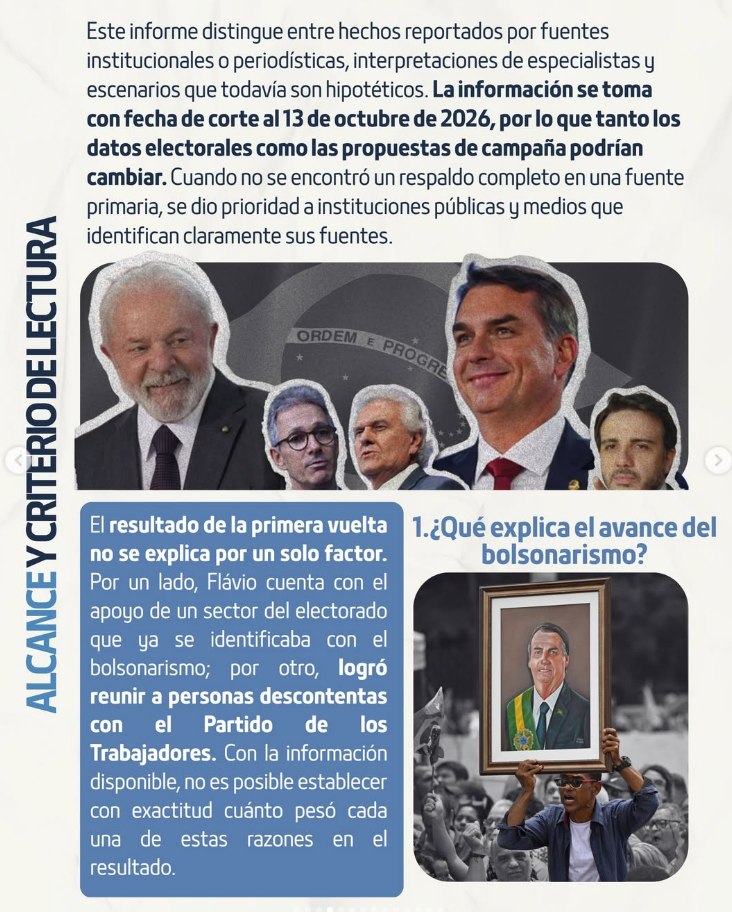 Este informe distingue entre hechos reportados por fuentes
institucionales o periodísticas, interpretaciones de especialistas y
escenarios que todavía son hipotéticos. La información se toma
con fecha de corte al 13 de octubre de 2026, por lo que tanto los
datos electorales como las propuestas de campaña podrían
cambiar. Cuando no se encontró un respaldo completo en una fuente
primaria, se dio prioridad a instituciones públicas y medios que
identifican claramente sus fuentes.
ALCANCE Y CRITERIO DE LECTURA
ORDEM E PROGRE
El resultado de la primera vuelta
no se explica por un solo factor.
Por un lado, Flávio cuenta con el
apoyo de un sector del electorado
que ya se identificaba con el
bolsonarismo; por otro, logró
reunir a personas descontentas
con el Partido de los
Trabajadores. Con la información
disponible, no es posible establecer
con exactitud cuánto pesó cada
una de estas razones en el
resultado.
1.¿Qué explica el avance del
bolsonarismo?